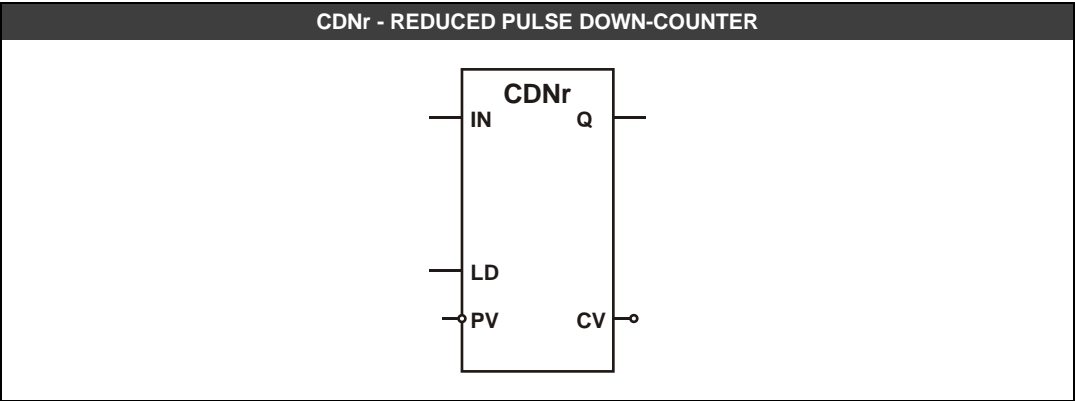 CDNr - REDUCED PULSE DOWN-COUNTER
CDNr
IN Q
LD
PV CV